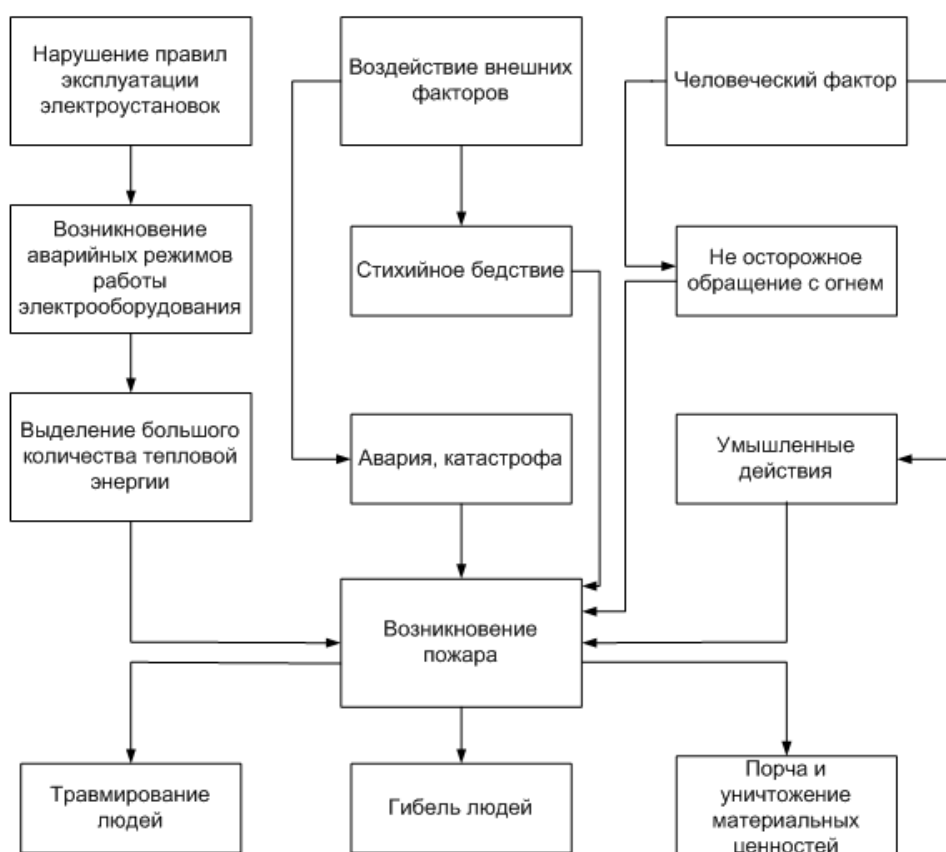 Нарушение правил
эксплуатации
электроустановок
Воздействие внешних
факторов
Человеческий фактор
Возникновение
аварийных режимов
работы
электрооборудования
Стихийное бедствие
Не осторожное
обращение с огнем
Выделение большого
количества тепловой
энергии
Авария, катастрофа
Умышленные
действия
Возникновение
пожара
Травмирование
людей
Гибель людей
Порча и
уничтожение
материальных
ценностей